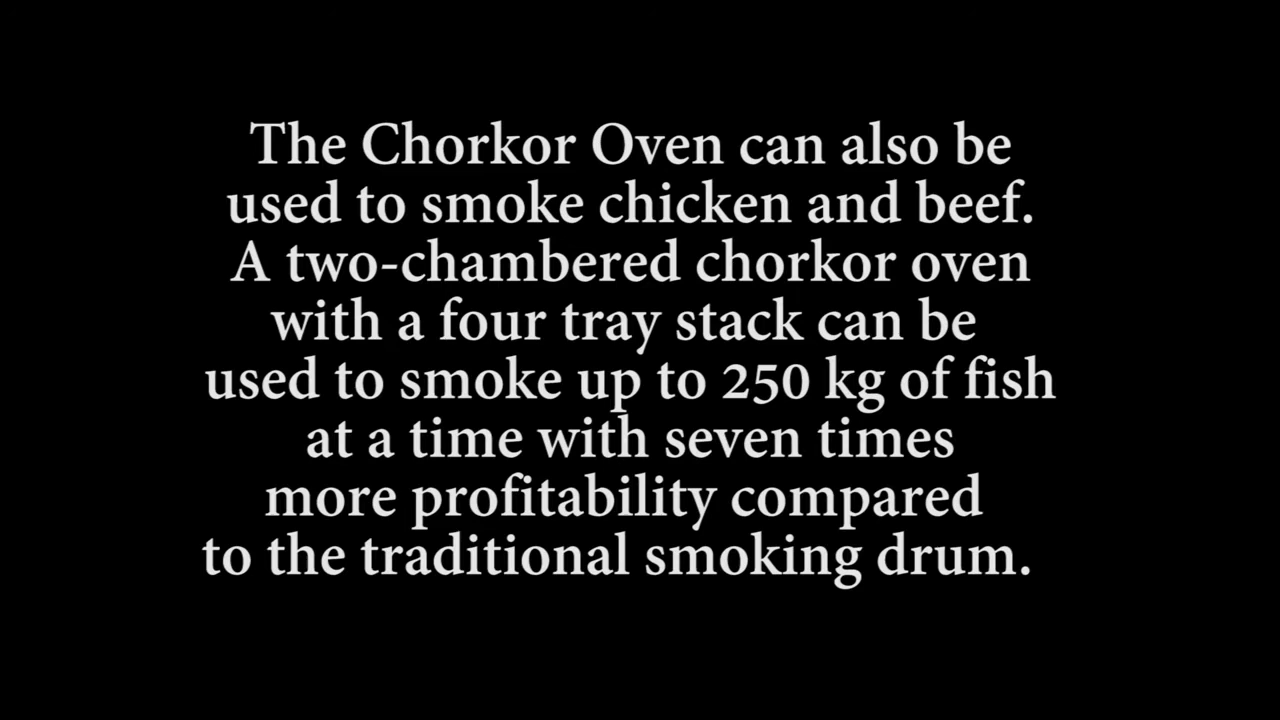 The Chorkor Oven can also be
used to smoke chicken and beef.
A two-chambered chorkor oven
with a four tray stack can be
used to smoke up to 250 kg of fish
at a time with seven times
more profitability compared
to the traditional smoking drum.